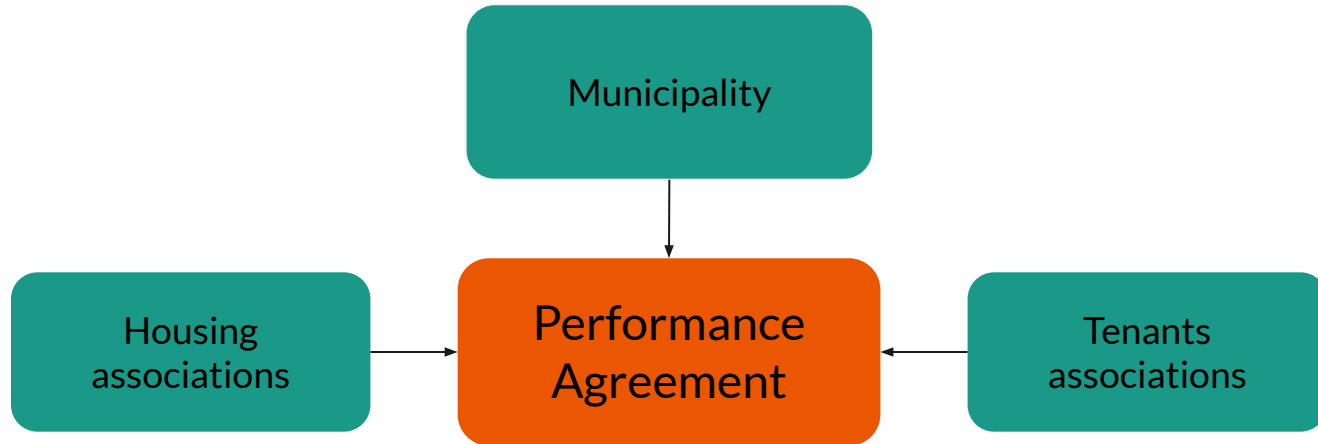 Municipality
Housing
associations
Performance
Agreement
Tenants
associations